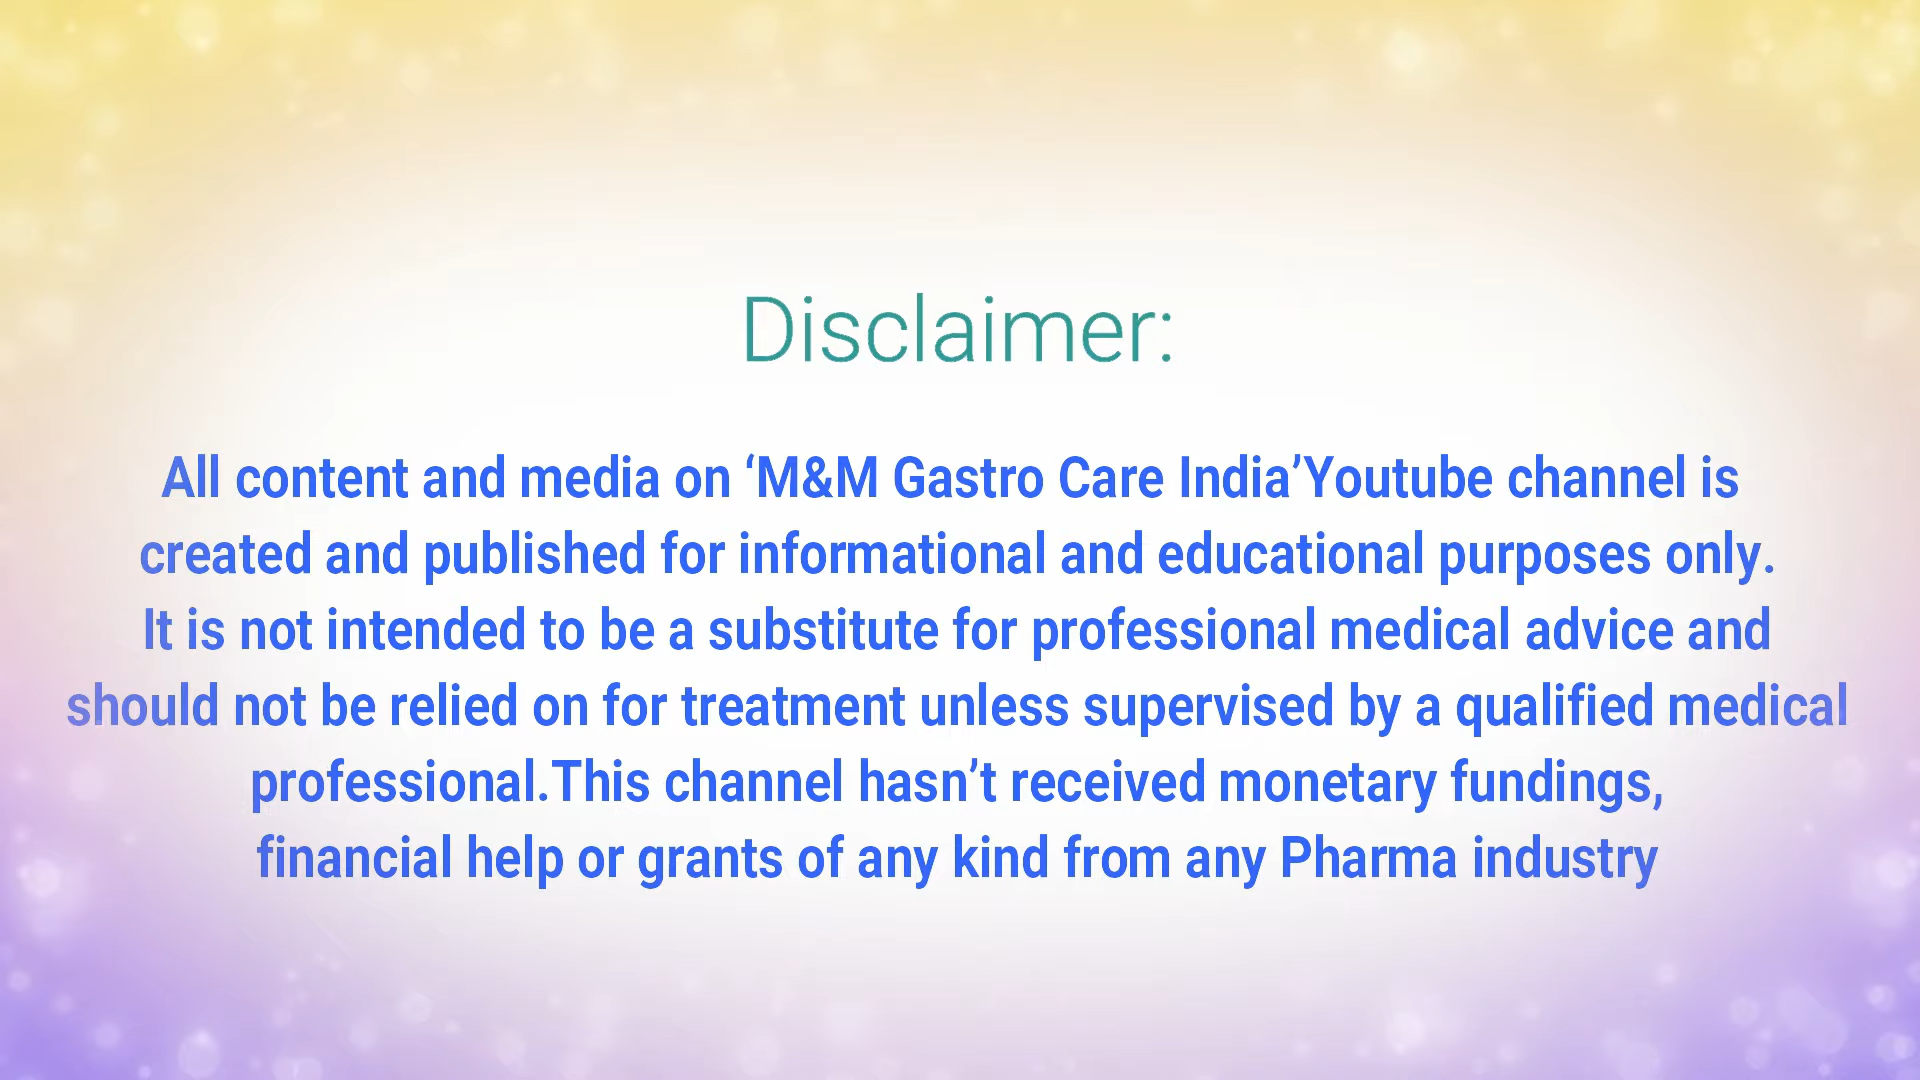 Disclaimer:
All content and media on ‘M&M Gastro Care India’Youtube channel is
created and published for informational and educational purposes only.
It is not intended to be a substitute for professional medical advice and
should not be relied on for treatment unless supervised by a qualified medical
professional.This channel hasn’t received monetary fundings,
financial help or grants of any kind from any Pharma industry